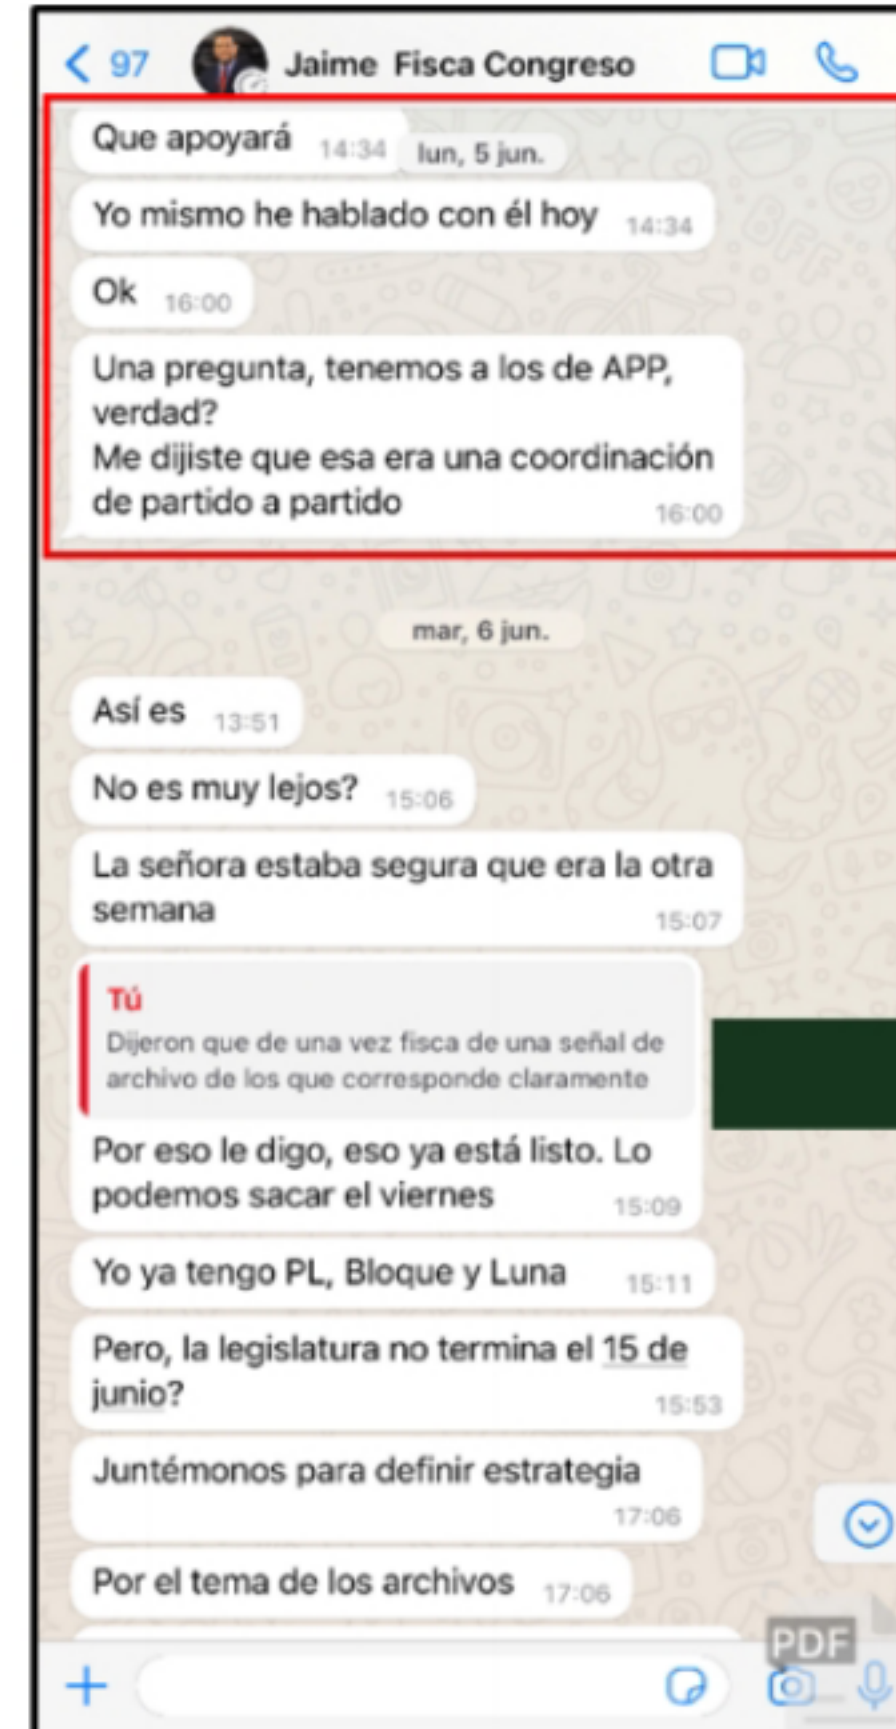 97 Jaime Fisca Congreso
Que apoyará 14:34
lun, 5 jun.
Yo mismo he hablado con él hoy 14:34
Ok 16:00
Una pregunta, tenemos a los de APP,
verdad?
Me dijiste que esa era una coordinación
de partido a partido 16:00
mar, 6 jun.
Así es 13:51
No es muy lejos? 15:06
La señora estaba segura que era la otra
semana 15:07
Tú
Dijeron que de una vez fisca de una señal de
archivo de los que corresponde claramente
Por eso le digo, eso ya está listo. Lo
podemos sacar el viernes 15:09
Yo ya tengo PL, Bloque y Luna 15:11
Pero, la legislatura no termina el 15 de
junio? 15:53
Juntémonos para definir estrategia
17:06
Por el tema de los archivos 17:06
PDF